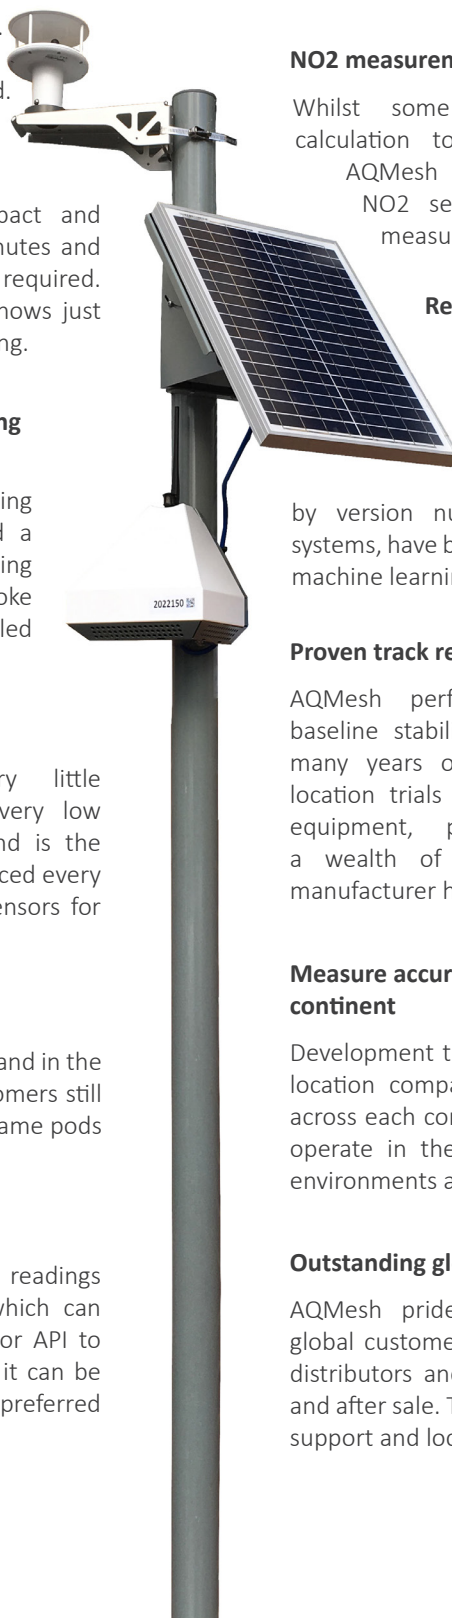 d.
pact and
nutes and
required.
hows just
ng.
ng
ing
d a
ing
oke
led
ry little
very low
nd is the
ced every
ensors for
and in the
omers still
ame pods
readings
which can
or API to
it can be
preferred
2022150
NO2 measuremen
Whilst some
calculation to
AQMesh
NO2 se
measu
Re
by version nu
systems, have b
machine learnin
Proven track re
AQMesh perf
baseline stabil
many years o
location trials
equipment, p
a wealth of
manufacturer h
Measure accur
continent
Development t
location compa
across each con
operate in the
environments a
Outstanding gl
AQMesh pride
global custome
distributors an
and after sale. T
support and loc